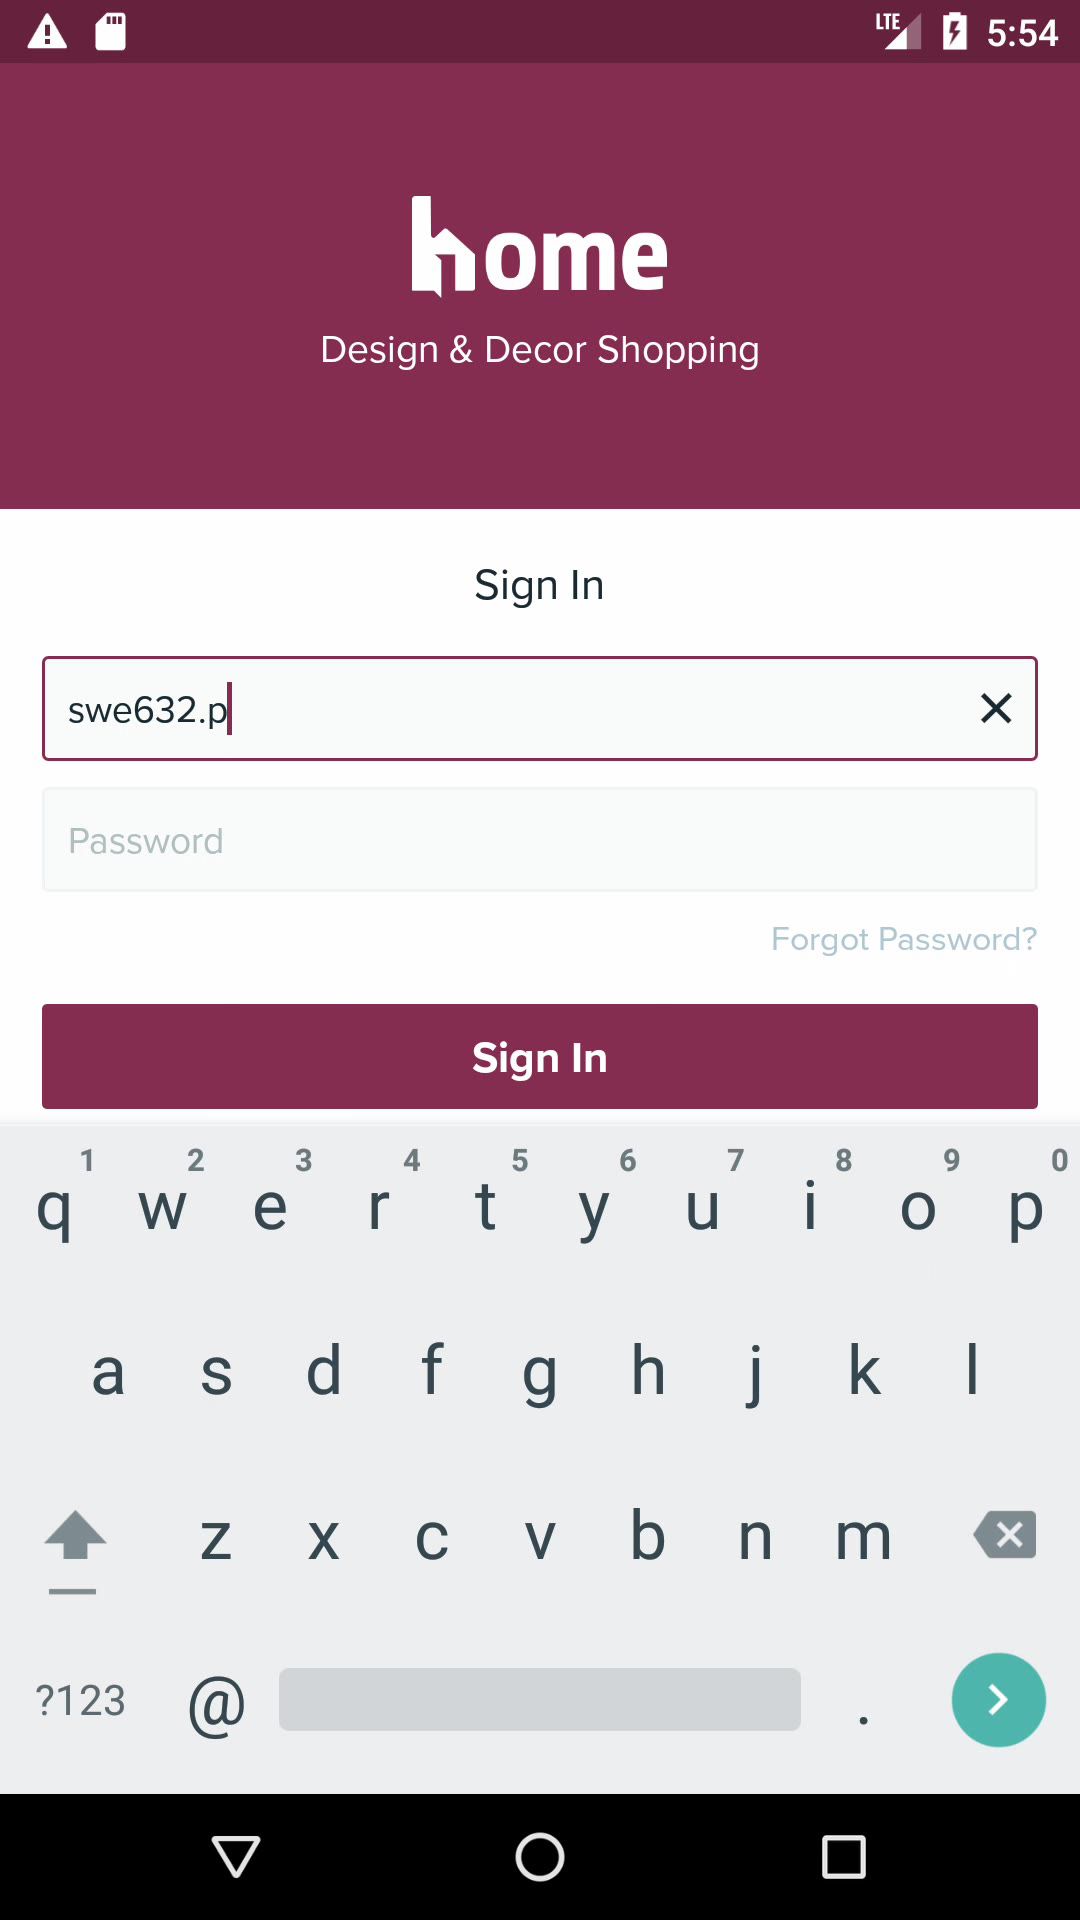 LTE 5:54
home
Design & Decor Shopping
Sign In
swe632.p
Password
Forgot Password?
Sign In
1 2 3 4 5 6 7 8 9 0
q w e r t y u i o p
a s d f g h j k l
z x c v b n m
?123 @ .